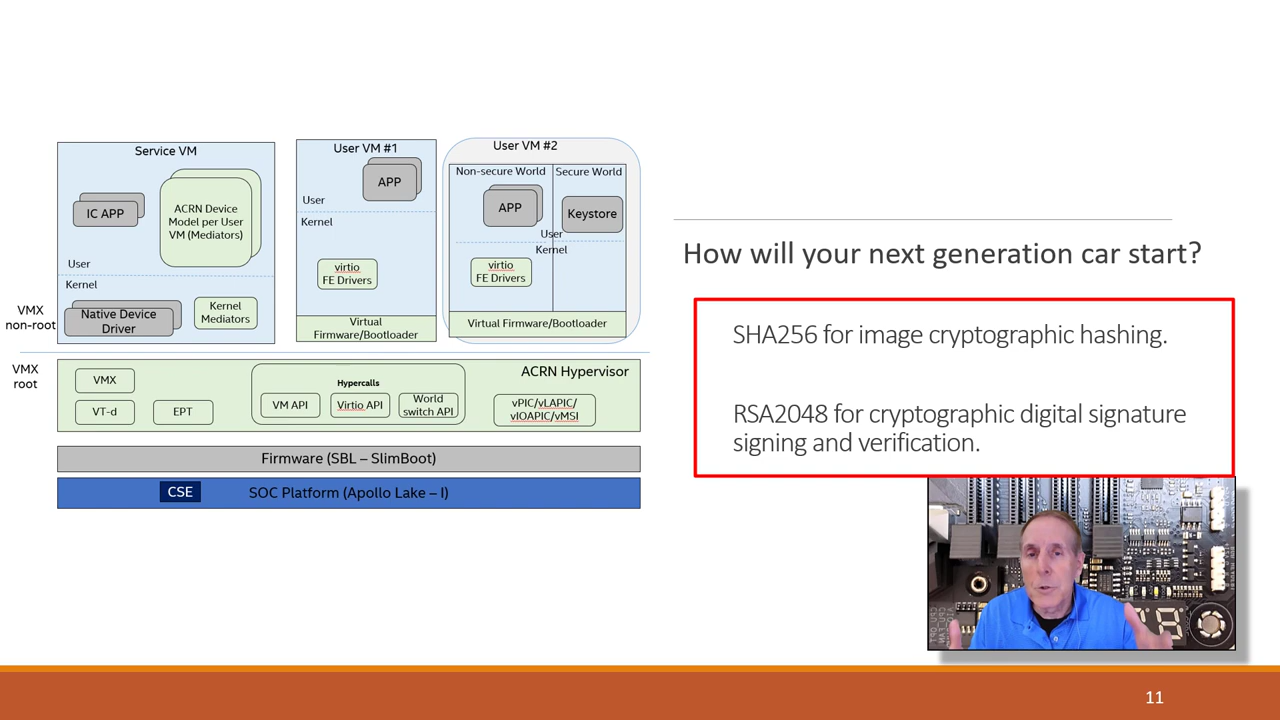 Service VM
IC APP
ACRN Device
Model per User
VM (Mediators)
User
Kernel
Native Device
Driver
Kernel
Mediators
User VM #1
APP
User
Kernel
virtio
FE Drivers
Virtual
Firmware/Bootloader
User VM #2
Non-secure World
Secure World
APP
Keystore
User
Kernel
virtio
FE Drivers
Virtual Firmware/Bootloader
VMX
non-root
VMX
root
ACRN Hypervisor
VMX
VT-d
EPT
Hypercalls
VM API
Virtio API
World
switch API
vPIC/vLAPIC/
vIOAPIC/vMSI
Firmware (SBL – SlimBoot)
CSE
SOC Platform (Apollo Lake – I)
How will your next generation car start?
SHA256 for image cryptographic hashing.
RSA2048 for cryptographic digital signature
signing and verification.
11